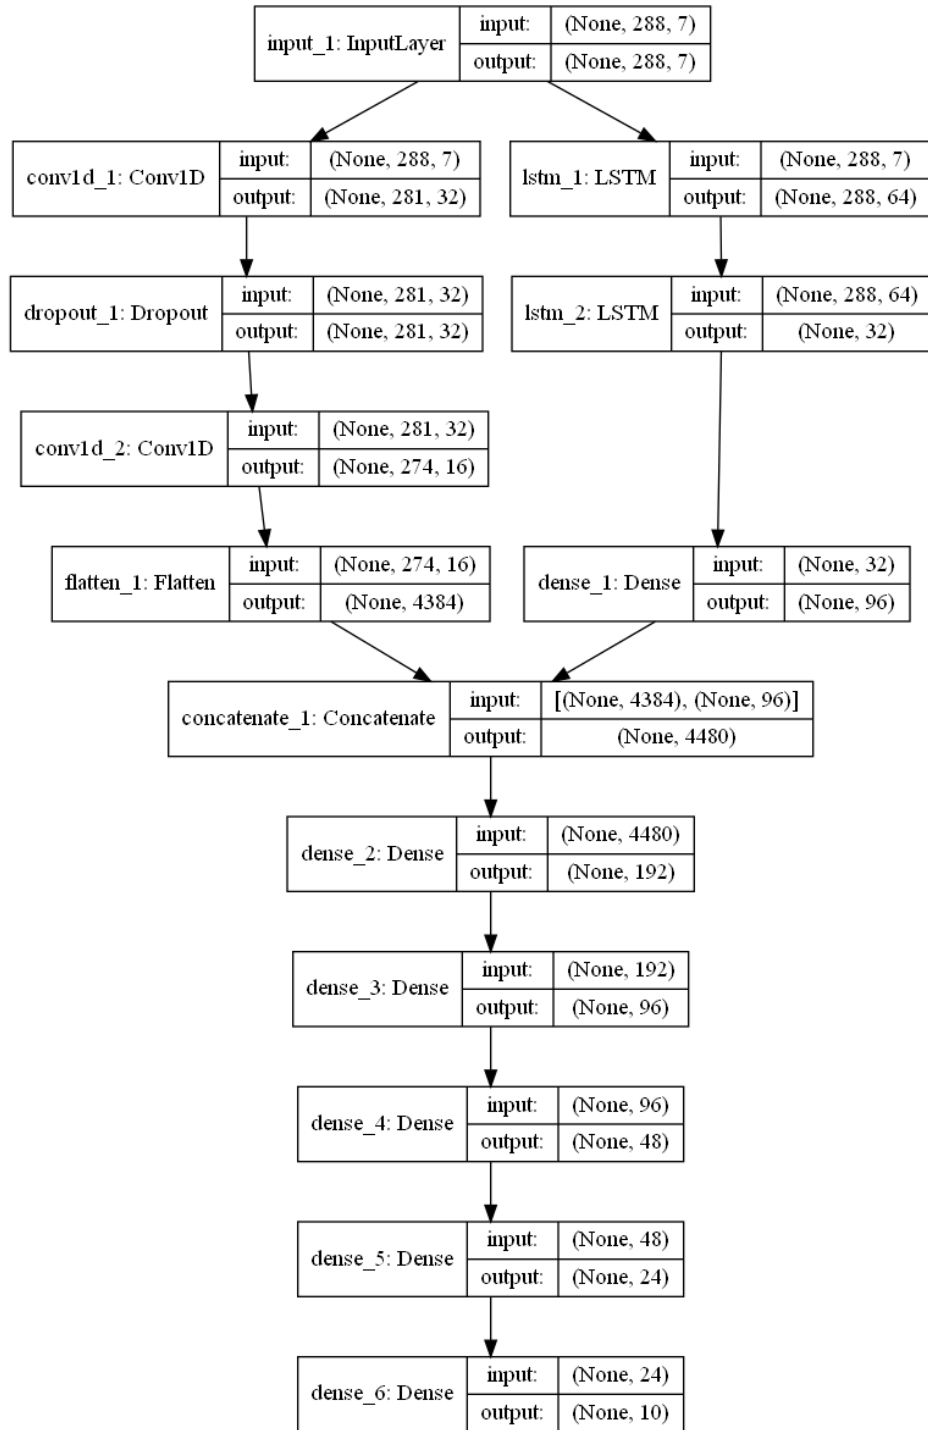 input_1: InputLayer
input: (None, 288, 7)
output: (None, 288, 7)
conv1d_1: Conv1D
input: (None, 288, 7)
output: (None, 281, 32)
lstm_1: LSTM
input: (None, 288, 7)
output: (None, 288, 64)
dropout_1: Dropout
input: (None, 281, 32)
output: (None, 281, 32)
lstm_2: LSTM
input: (None, 288, 64)
output: (None, 32)
conv1d_2: Conv1D
input: (None, 281, 32)
output: (None, 274, 16)
flatten_1: Flatten
input: (None, 274, 16)
output: (None, 4384)
dense_1: Dense
input: (None, 32)
output: (None, 96)
concatenate_1: Concatenate
input: [(None, 4384), (None, 96)]
output: (None, 4480)
dense_2: Dense
input: (None, 4480)
output: (None, 192)
dense_3: Dense
input: (None, 192)
output: (None, 96)
dense_4: Dense
input: (None, 96)
output: (None, 48)
dense_5: Dense
input: (None, 48)
output: (None, 24)
dense_6: Dense
input: (None, 24)
output: (None, 10)